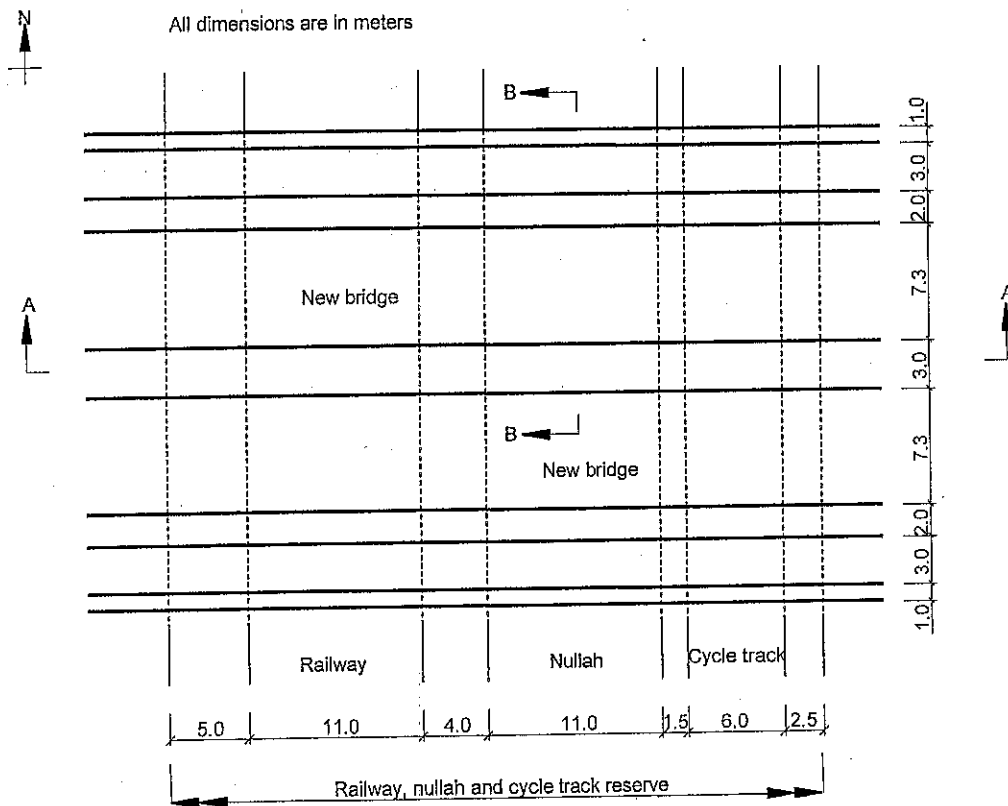 N
All dimensions are in meters
B
1.0
3.0
2.0
7.3
New bridge
A
A
3.0
B
7.3
New bridge
2.0
3.0
1.0
Railway
Nullah
Cycle track
5.0
11.0
4.0
11.0
1.5
6.0
2.5
Railway, nullah and cycle track reserve